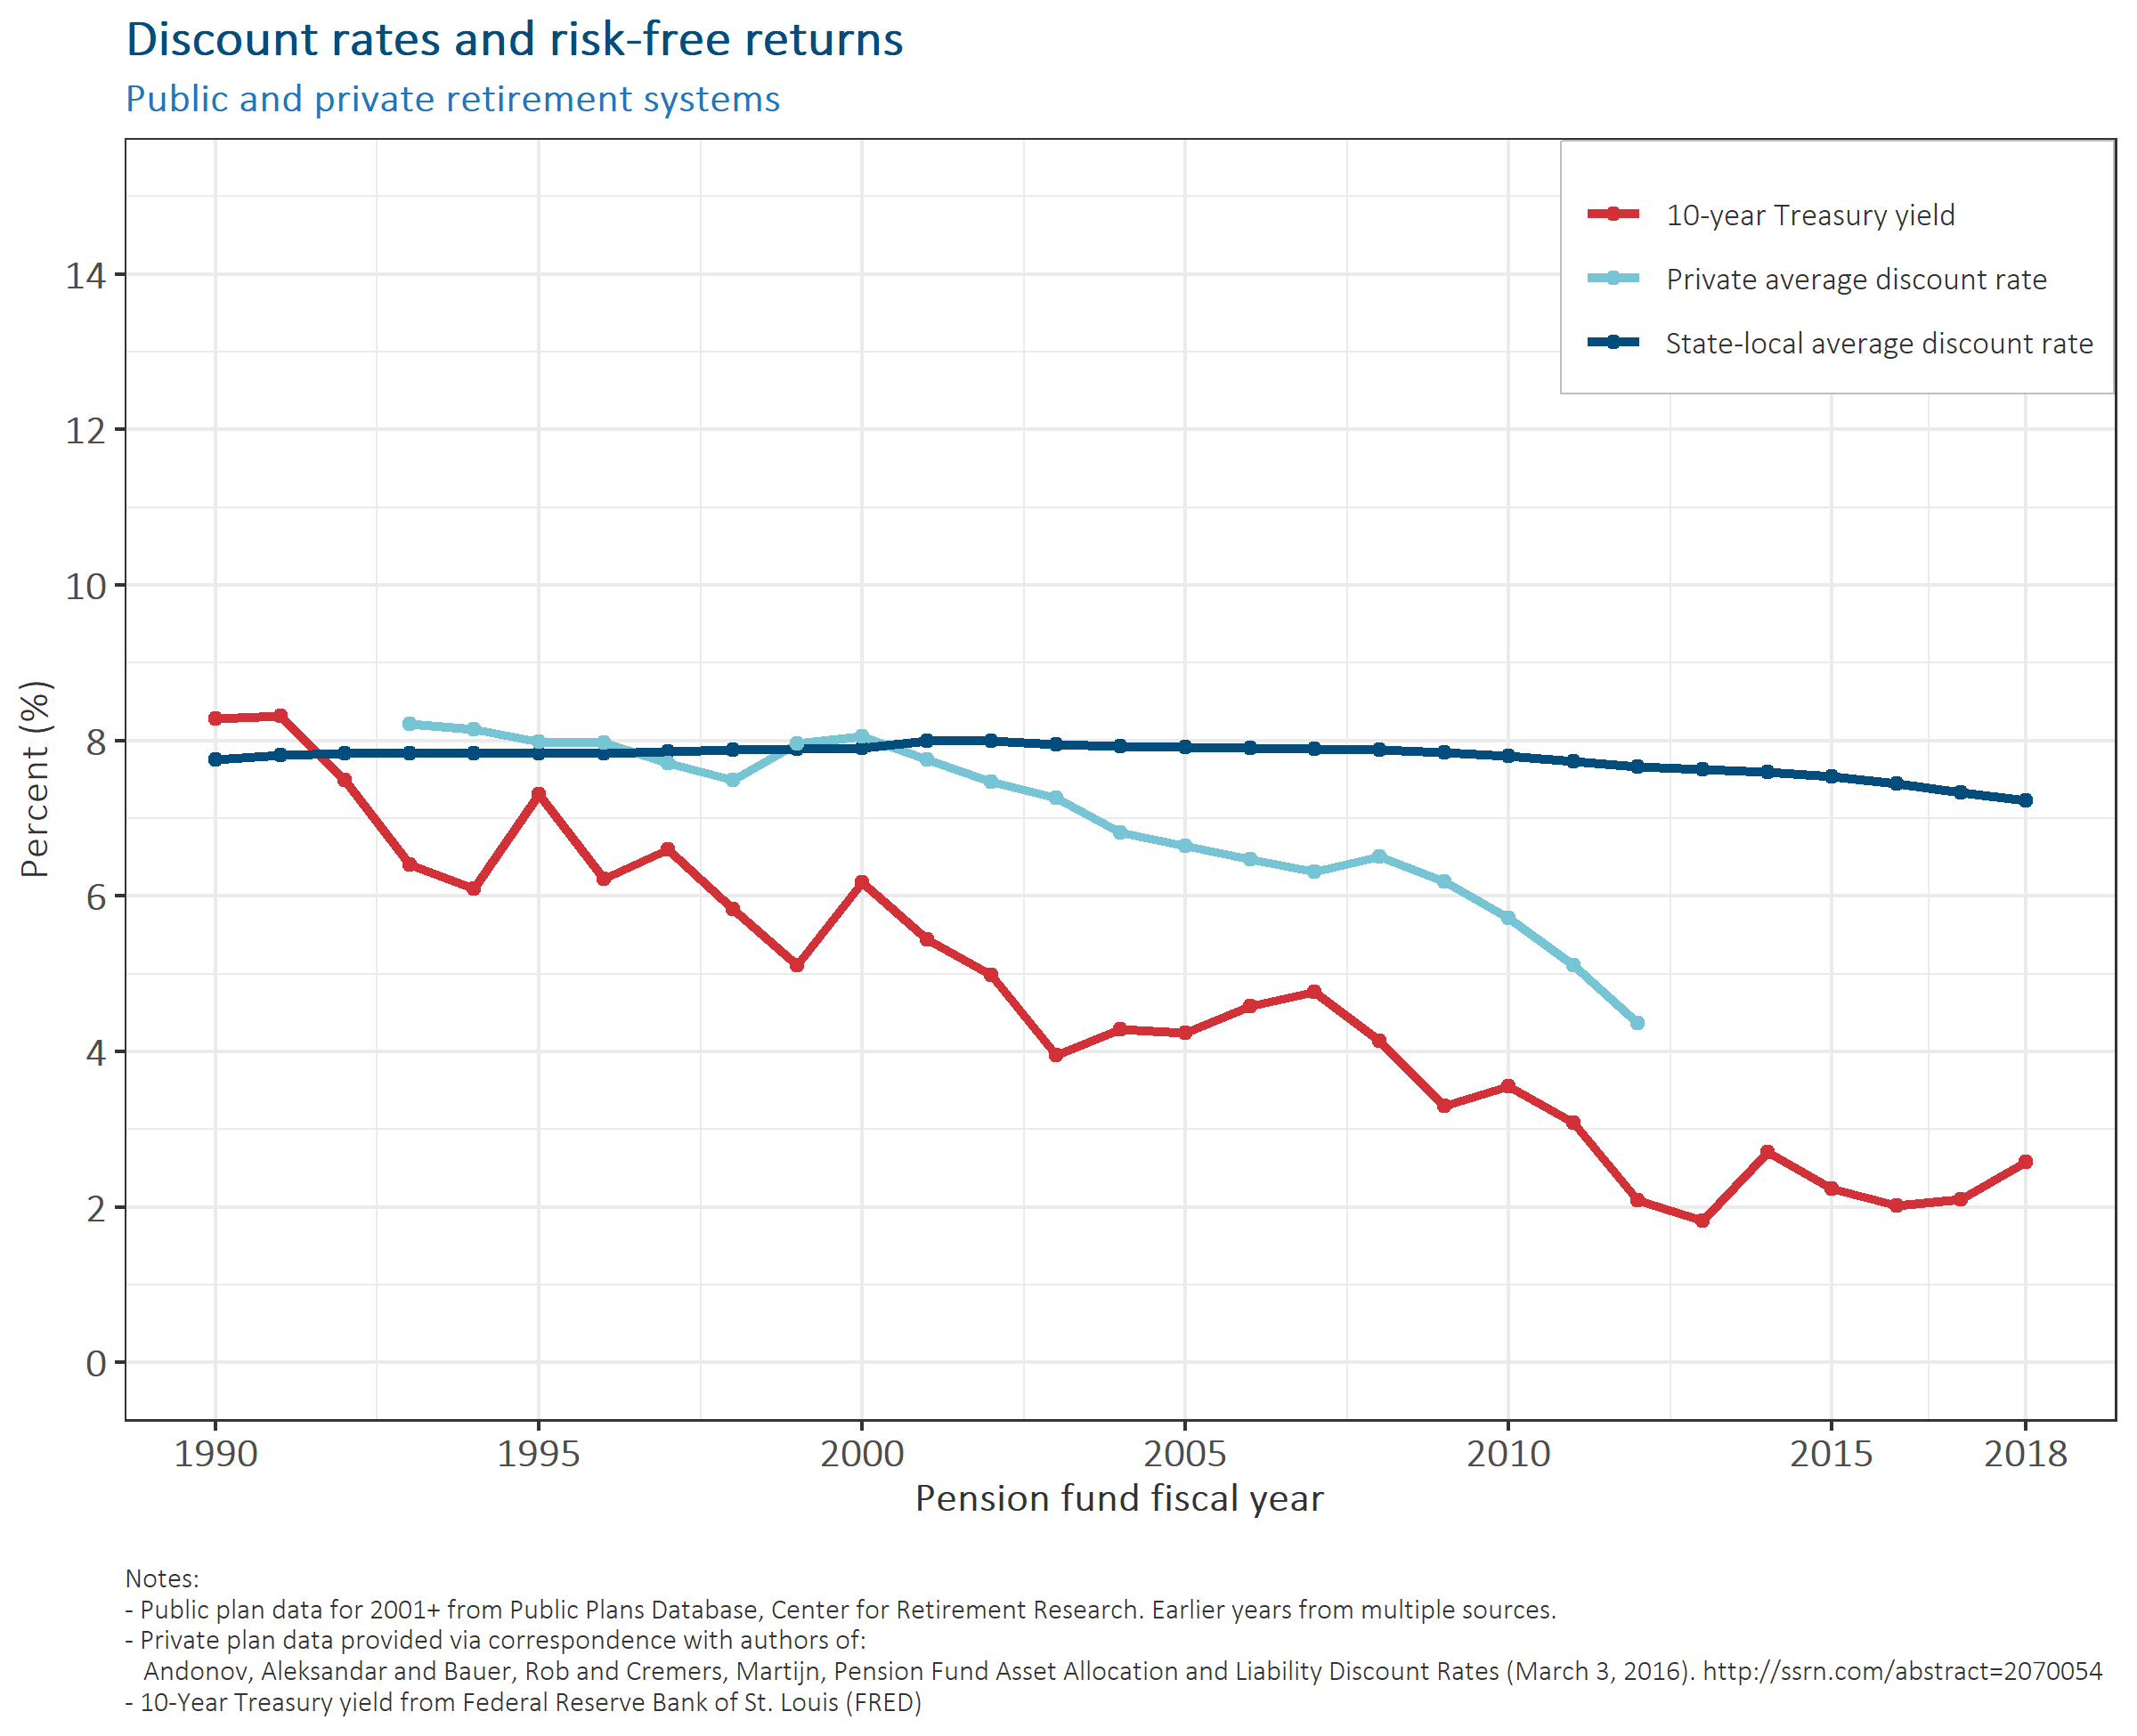 Discount rates and risk-free returns
Public and private retirement systems
10-year Treasury yield
Private average discount rate
State-local average discount rate
Percent (%)
14
12
10
8
6
4
2
0
1990 1995 2000 2005 2010 2015 2018
Pension fund fiscal year
Notes:
- Public plan data for 2001+ from Public Plans Database, Center for Retirement Research. Earlier years from multiple sources.
- Private plan data provided via correspondence with authors of:
Andonov, Aleksandar and Bauer, Rob and Cremers, Martijn, Pension Fund Asset Allocation and Liability Discount Rates (March 3, 2016). http://ssrn.com/abstract=2070054
- 10-Year Treasury yield from Federal Reserve Bank of St. Louis (FRED)